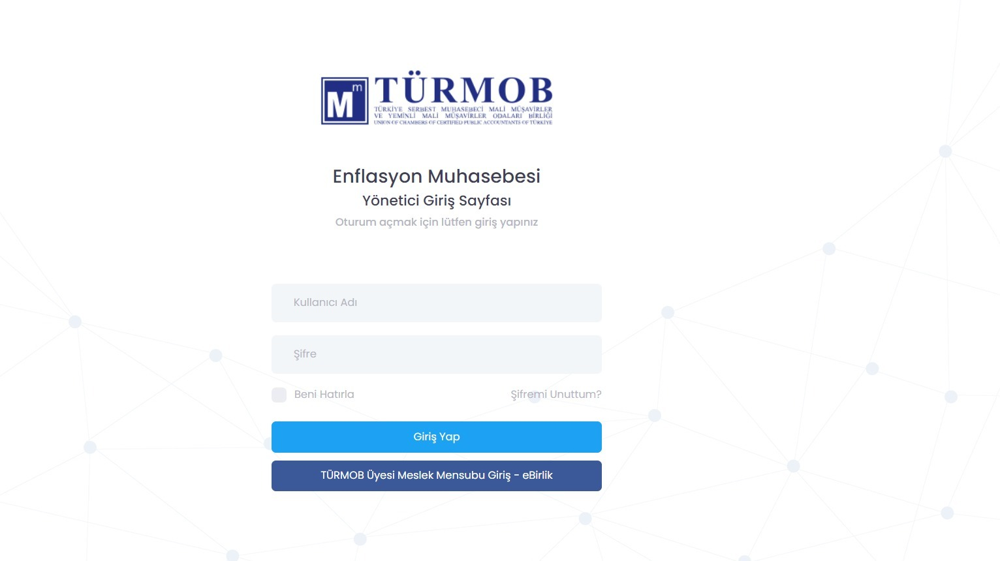 TÜRMOB
TÜRKİYE SERBEST MUHASEBECİ MALİ MÜŞAVİRLER
VE YEMİNLİ MALİ MÜŞAVİRLER ODALARI BİRLİĞİ
UNION OF CHAMBERS OF CERTIFIED PUBLIC ACCOUNTANTS OF TÜRKİYE
Mm
Enflasyon Muhasebesi
Yönetici Giriş Sayfası
Oturum açmak için lütfen giriş yapınız
Kullanıcı Adı
Şifre
Beni Hatırla
Şifremi Unuttum?
Giriş Yap
TÜRMOB Üyesi Meslek Mensubu Giriş - eBirlik